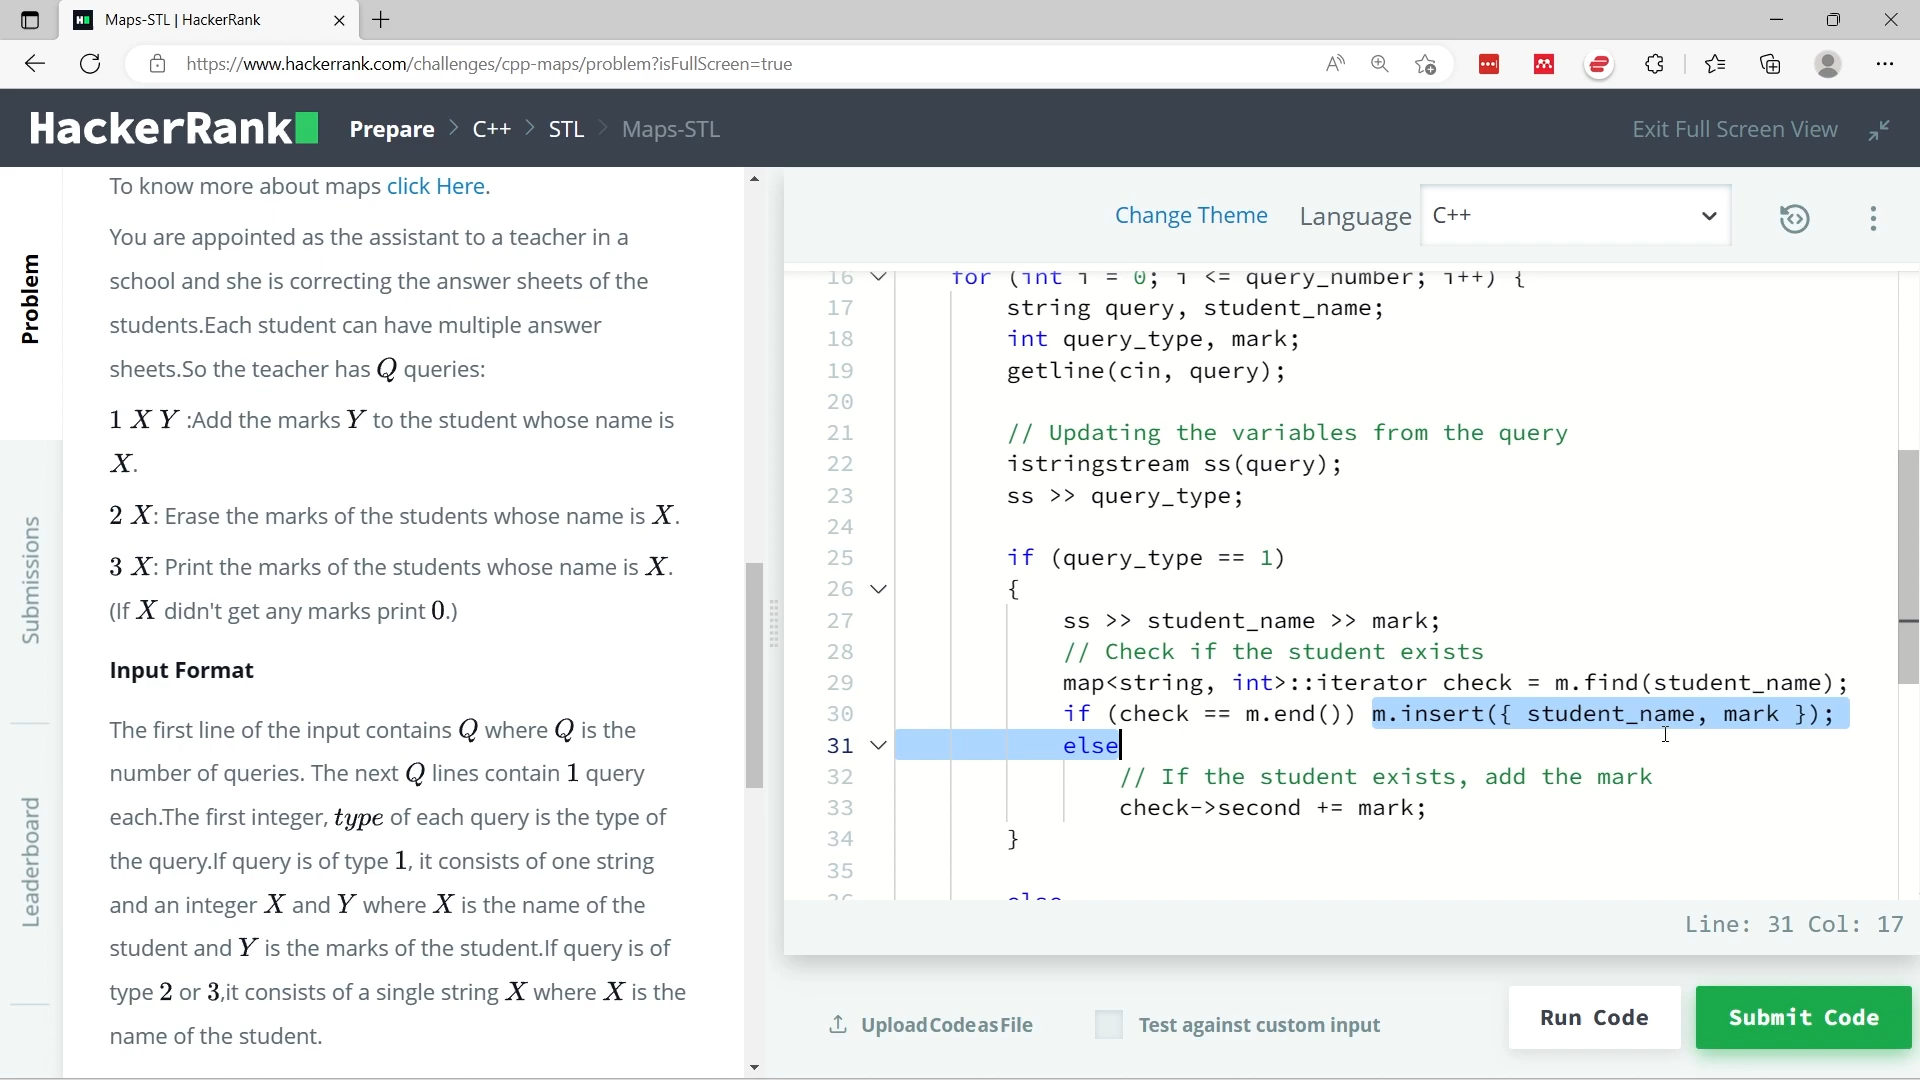 Maps-STL | HackerRank
https://www.hackerrank.com/challenges/cpp-maps/problem?isFullScreen=true
HackerRank
Prepare > C++ > STL > Maps-STL
Exit Full Screen View
Problem
Submissions
Leaderboard
To know more about maps click Here.
You are appointed as the assistant to a teacher in a
school and she is correcting the answer sheets of the
students.Each student can have multiple answer
sheets.So the teacher has Q queries:
1 X Y :Add the marks Y to the student whose name is
X.
2 X: Erase the marks of the students whose name is X.
3 X: Print the marks of the students whose name is X.
(If X didn't get any marks print 0.)
Input Format
The first line of the input contains Q where Q is the
number of queries. The next Q lines contain 1 query
each.The first integer, type of each query is the type of
the query.If query is of type 1, it consists of one string
and an integer X and Y where X is the name of the
student and Y is the marks of the student.If query is of
type 2 or 3,it consists of a single string X where X is the
name of the student.
Change Theme
Language
C++
16 for (int i = 0; i <= query_number; i++) {
17 string query, student_name;
18 int query_type, mark;
19 getline(cin, query);
20
21 // Updating the variables from the query
22 istringstream ss(query);
23 ss >> query_type;
24
25 if (query_type == 1)
26 {
27 ss >> student_name >> mark;
28 // Check if the student exists
29 map<string, int>::iterator check = m.find(student_name);
30 if (check == m.end()) m.insert({ student_name, mark });
31 else
32 // If the student exists, add the mark
33 check->second += mark;
34 }
35
36 else
Line: 31 Col: 17
Upload Code as File
Test against custom input
Run Code
Submit Code